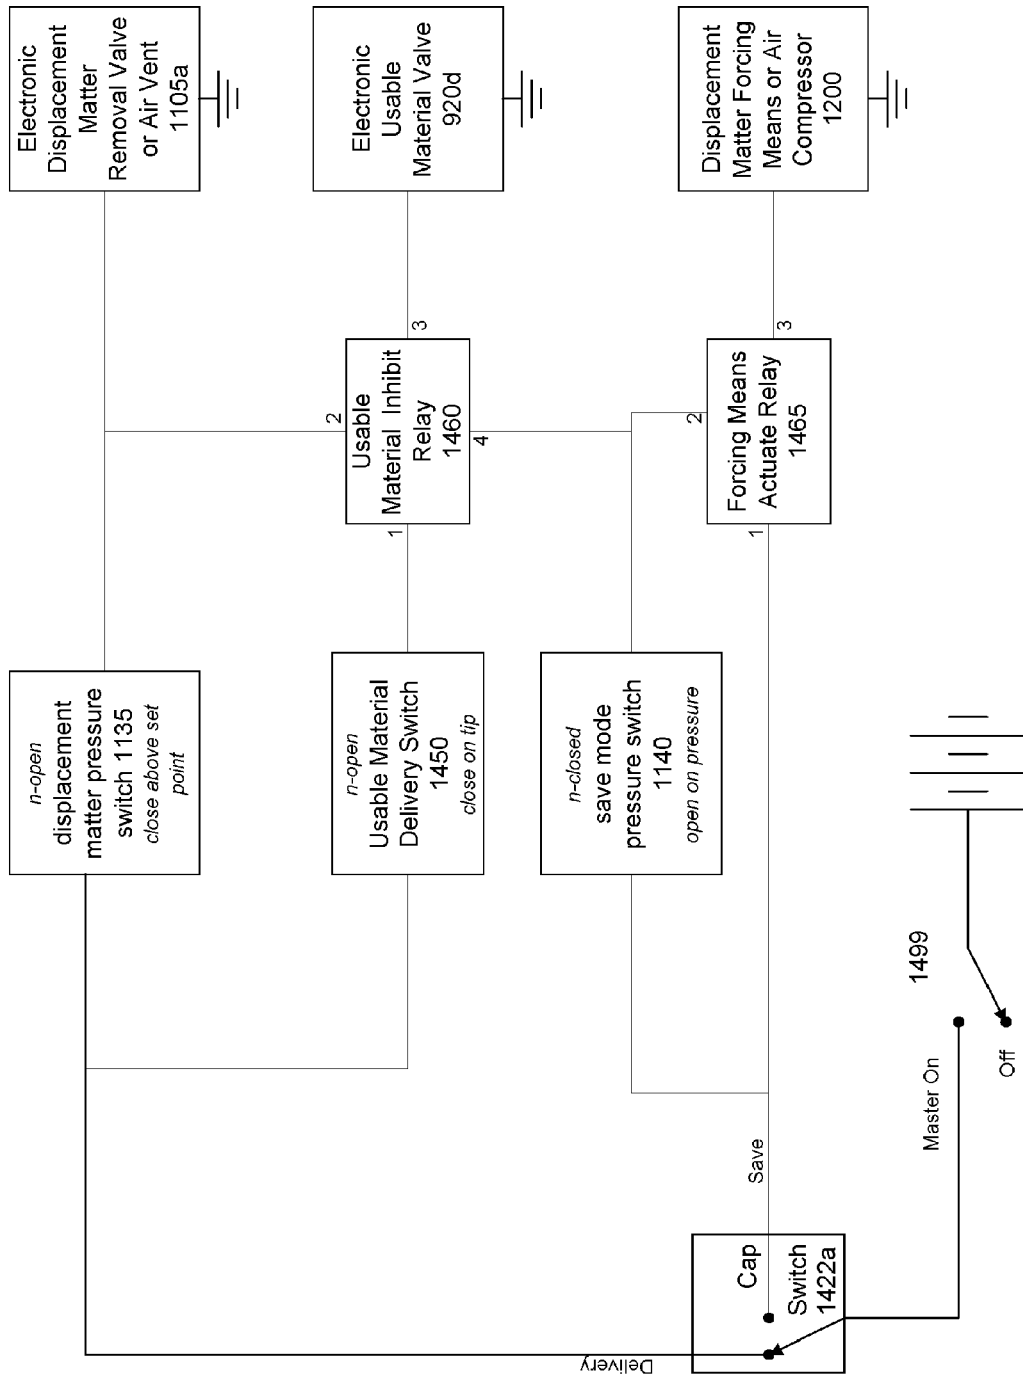 Electronic
Displacement
Matter
Removal Valve
or Air Vent
1105a
Electronic
Usable
Material Valve
920d
Displacement
Matter Forcing
Means or Air
Compressor
1200
2
Usable
Material Inhibit
Relay
1460
1
3
4
2
Forcing Means
Actuate Relay
1465
1
3
n-open
displacement
matter pressure
switch 1135
close above set
point
n-open
Usable Material
Delivery Switch
1450
close on tip
n-closed
save mode
pressure switch
1140
open on pressure
1499
Master On
Off
Save
Cap
Switch
1422a
Delivery